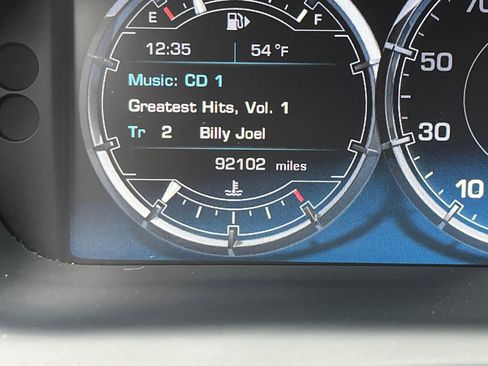 E F
12:35 54 °F
Music: CD 1
Greatest Hits, Vol. 1
Tr 2 Billy Joel
92102 miles
70
50
30
10